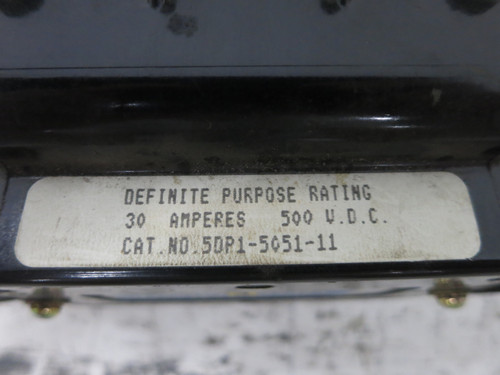 DEFINITE PURPOSE RATING
30 AMPERES 500 V.D.C.
CAT.NO 5DP1-5051-11